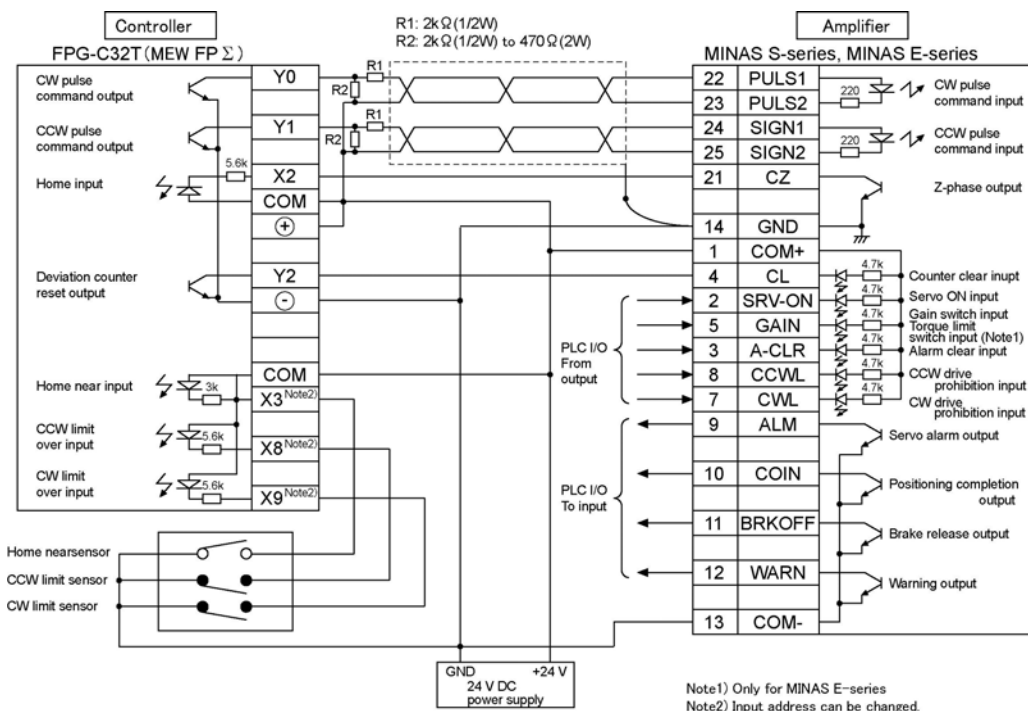 Controller
R1: 2kΩ(1/2W)
R2: 2kΩ(1/2W) to 470Ω(2W)
Amplifier
FPG-C32T(MEW FPΣ)
MINAS S-series, MINAS E-series
CW pulse
command output
Y0
R1
R2
22 PULS1
23 PULS2
220
CW pulse
command input
CCW pulse
command output
Y1
R1
R2
24 SIGN1
25 SIGN2
220
CCW pulse
command input
Home input
5.6k
X2
COM
+
21 CZ
Z-phase output
14 GND
1 COM+
Deviation counter
reset output
Y2
-
4 CL
4.7k
Counter clear inupt
2 SRV-ON
4.7k
Servo ON input
5 GAIN
4.7k
Gain switch input
Torque limit
switch input (Note1)
3 A-CLR
4.7k
Alarm clear input
8 CCWL
4.7k
CCW drive
prohibition input
7 CWL
4.7k
CW drive
prohibition input
PLC I/O
From
output
COM
Home near input
3k
X3 Note2)
CCW limit
over input
5.6k
X8 Note2)
CW limit
over input
5.6k
X9 Note2)
9 ALM
Servo alarm output
10 COIN
Positioning completion
output
PLC I/O
To input
11 BRKOFF
Brake release output
12 WARN
Warning output
13 COM-
Home nearsensor
CCW limit sensor
CW limit sensor
GND +24 V
24 V DC
power supply
Note1) Only for MINAS E-series
Note2) Input address can be changed.